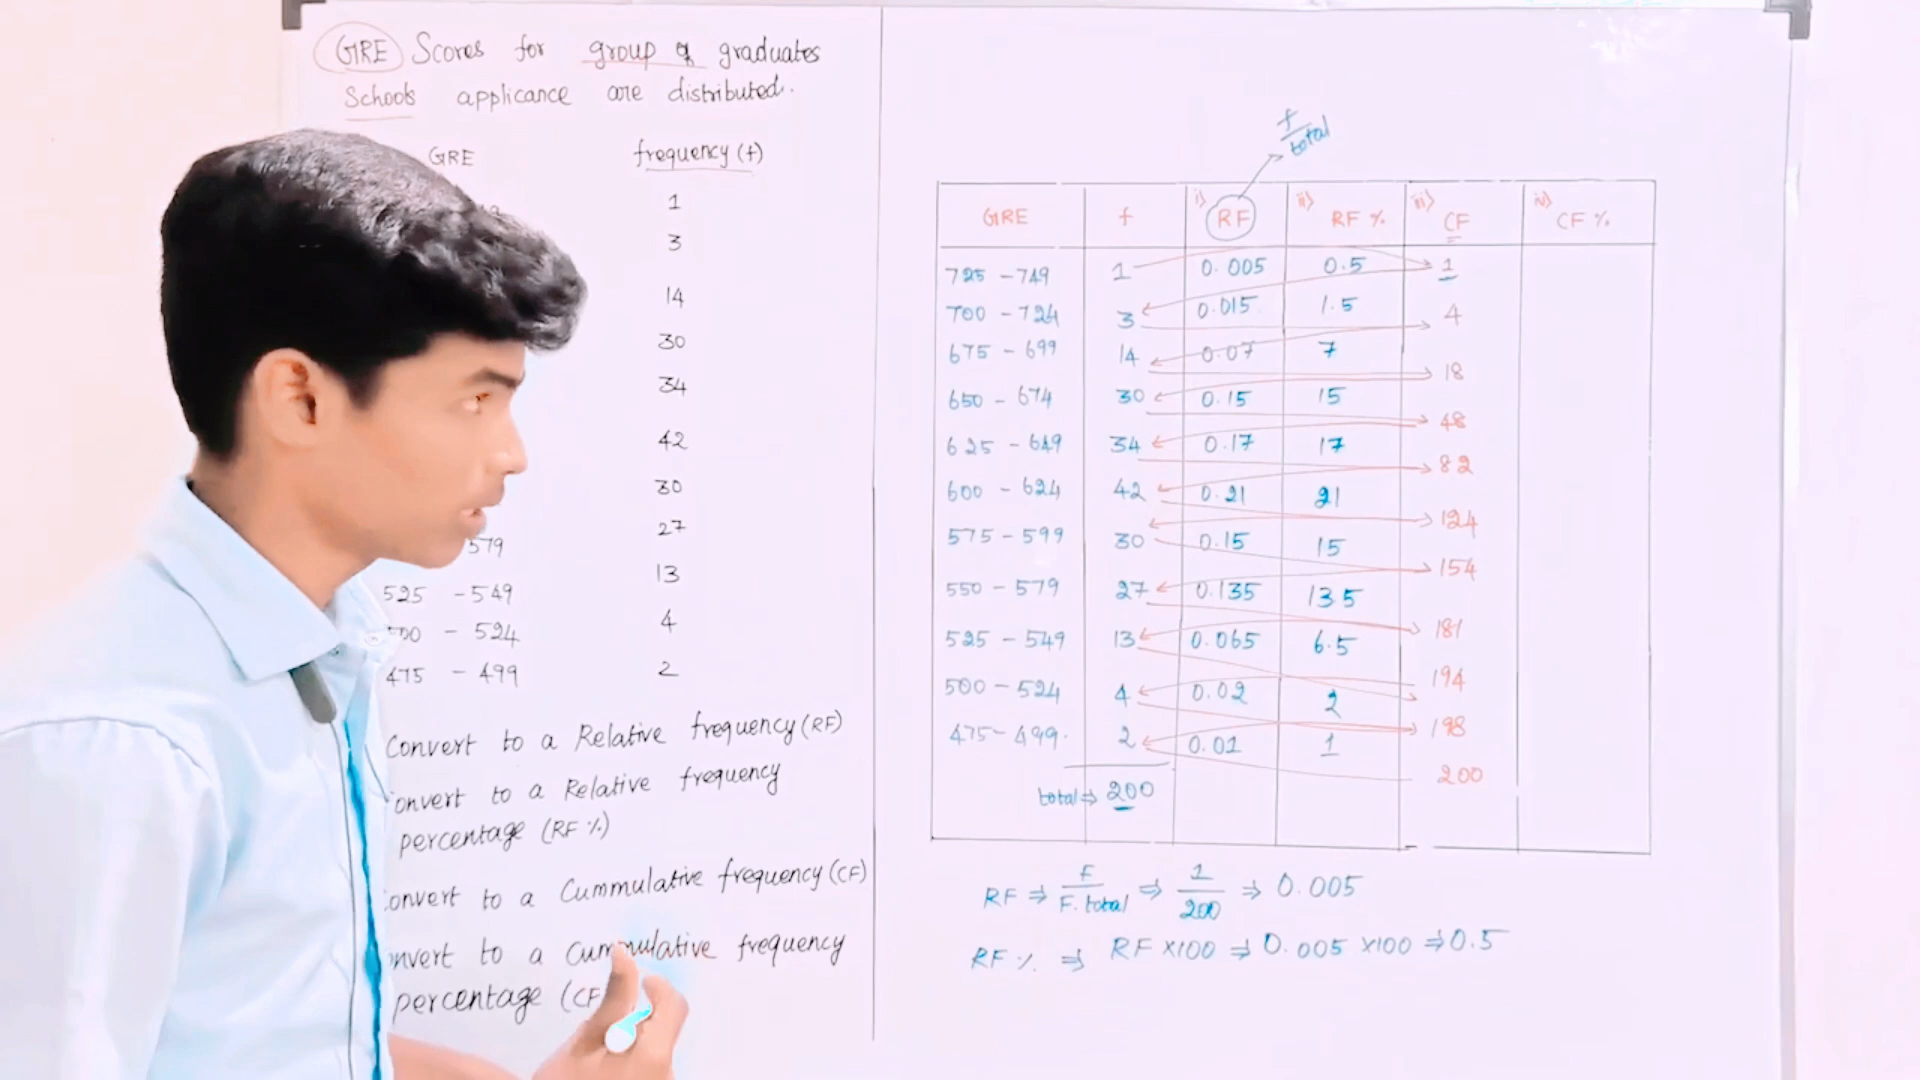 GRE Scores for group of graduates
Schools applicance are distributed.
GRE frequency (f)
1
3
14
30
34
42
30
579 27
13
525 - 549
4
- 524
475 - 499 2
Convert to a Relative frequency (RF)
onvert to a Relative frequency
percentage (RF %)
onvert to a Cummulative frequency (CF)
nvert to a Cummulative frequency
percentage (CF
f/total
GRE f i) RF ii) RF % iii) CF iv) CF %
725 - 749 1 0.005 0.5 1
700 - 724 3 0.015 1.5 4
675 - 699 14 0.07 7 18
650 - 674 30 0.15 15 48
625 - 649 34 0.17 17 82
600 - 624 42 0.21 21 124
575 - 599 30 0.15 15 154
550 - 579 27 0.135 13.5 181
525 - 549 13 0.065 6.5 194
500 - 524 4 0.02 2 198
475 - 499. 2 0.01 1 200
total ⇒ 200
RF ⇒ F/F.total ⇒ 1/200 ⇒ 0.005
RF % ⇒ RF ×100 ⇒ 0.005 ×100 ⇒ 0.5